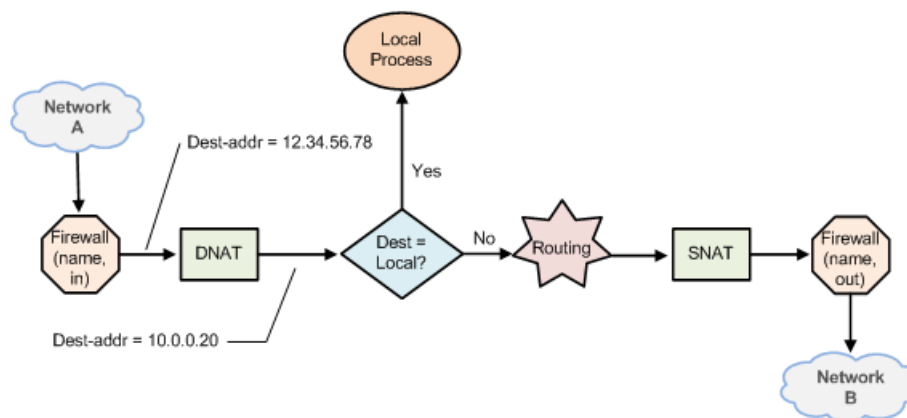 Local
Process
Network
A
Dest-addr = 12.34.56.78
Yes
Firewall
(name,
in)
DNAT
Dest =
Local?
No
Routing
SNAT
Firewall
(name,
out)
Dest-addr = 10.0.0.20
Network
B